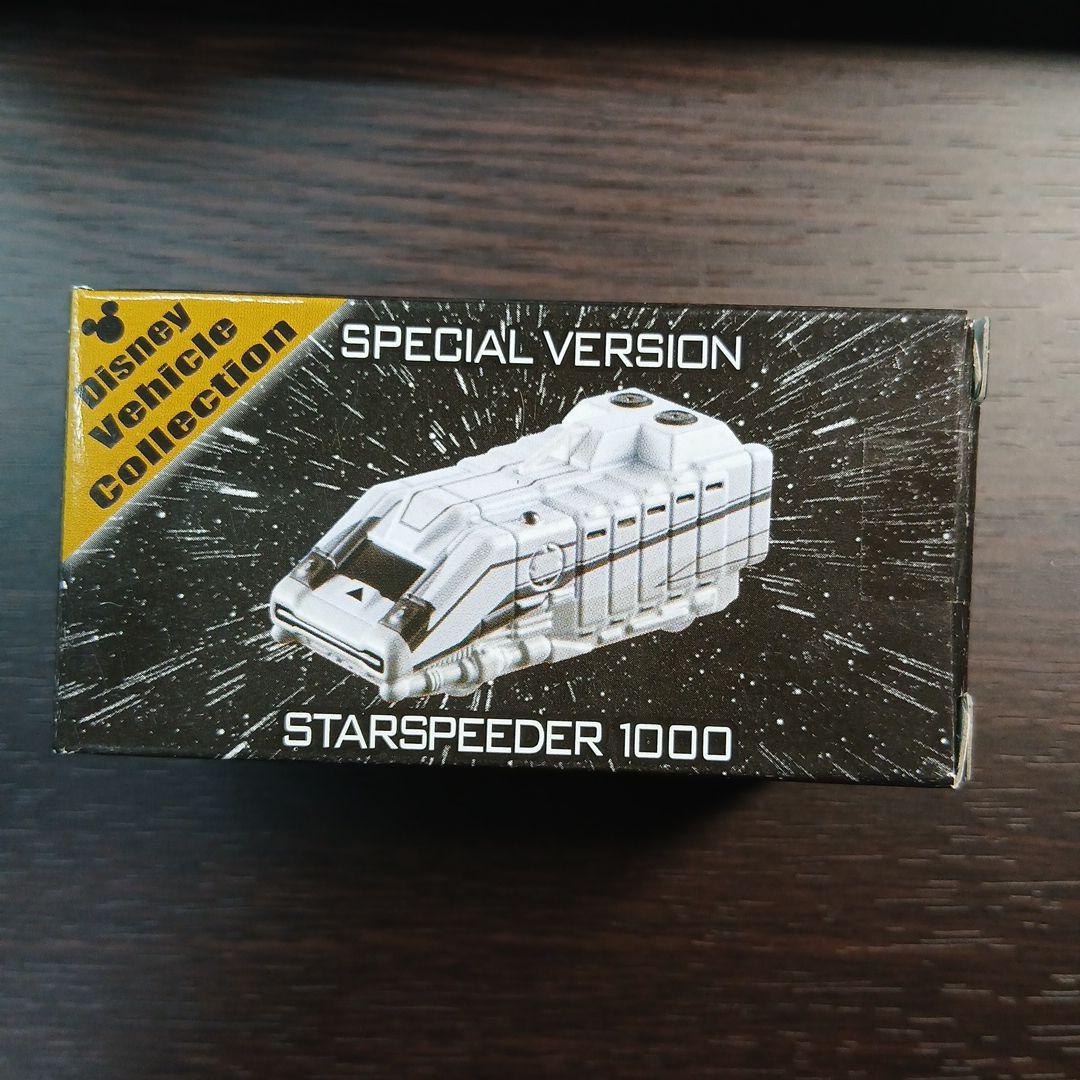 Disney
vehicle
collection
SPECIAL VERSION
STARSPEEDER 1000